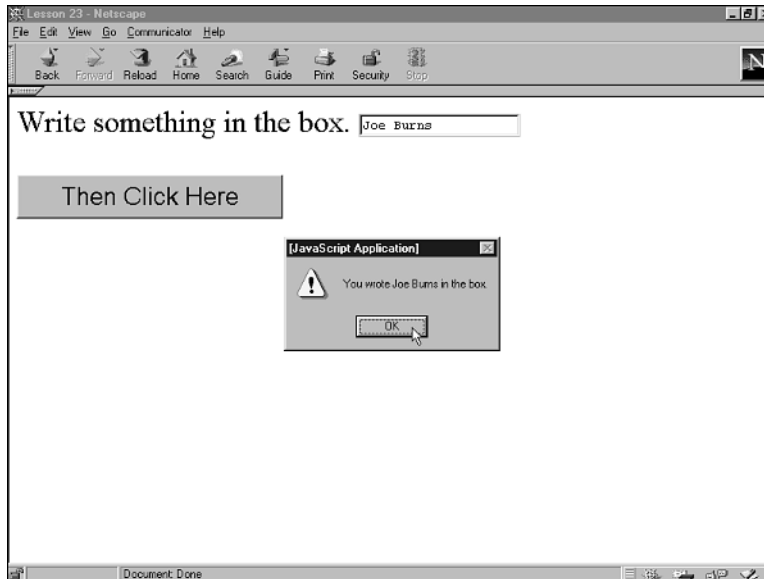 Lesson 23 - Netscape
File Edit View Go Communicator Help
Back Forward Reload Home Search Guide Print Security Stop
N
Write something in the box. Joe Burns
Then Click Here
[JavaScript Application]
You wrote Joe Burns in the box.
OK
Document: Done